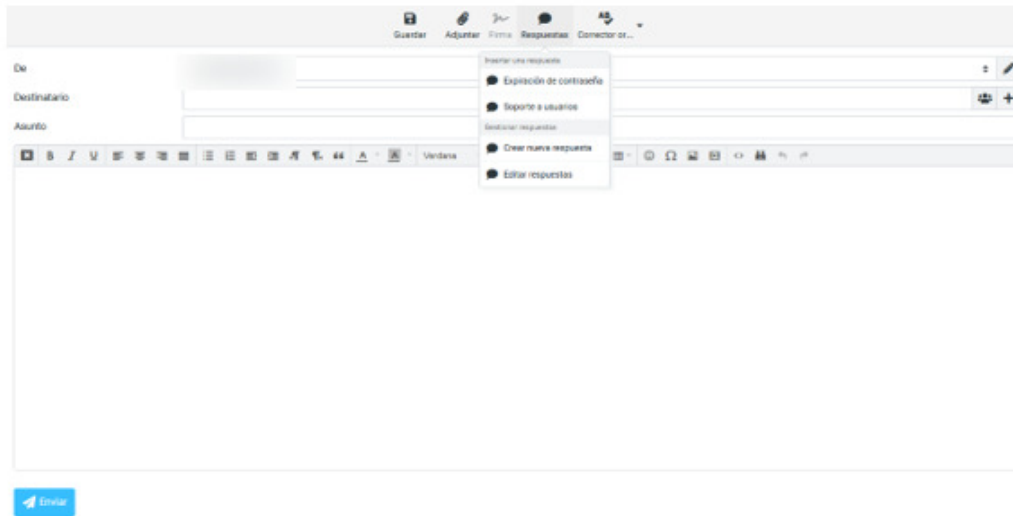 Guardar Adjuntar Firma Respuestas Corrector or...
Insertar una respuesta
De
Expiración de contraseña
Destinatario
Soporte a usuarios
Asunto
Gestionar respuestas
Crear nueva respuesta
B I U A A Verdana
Editar respuestas
Enviar